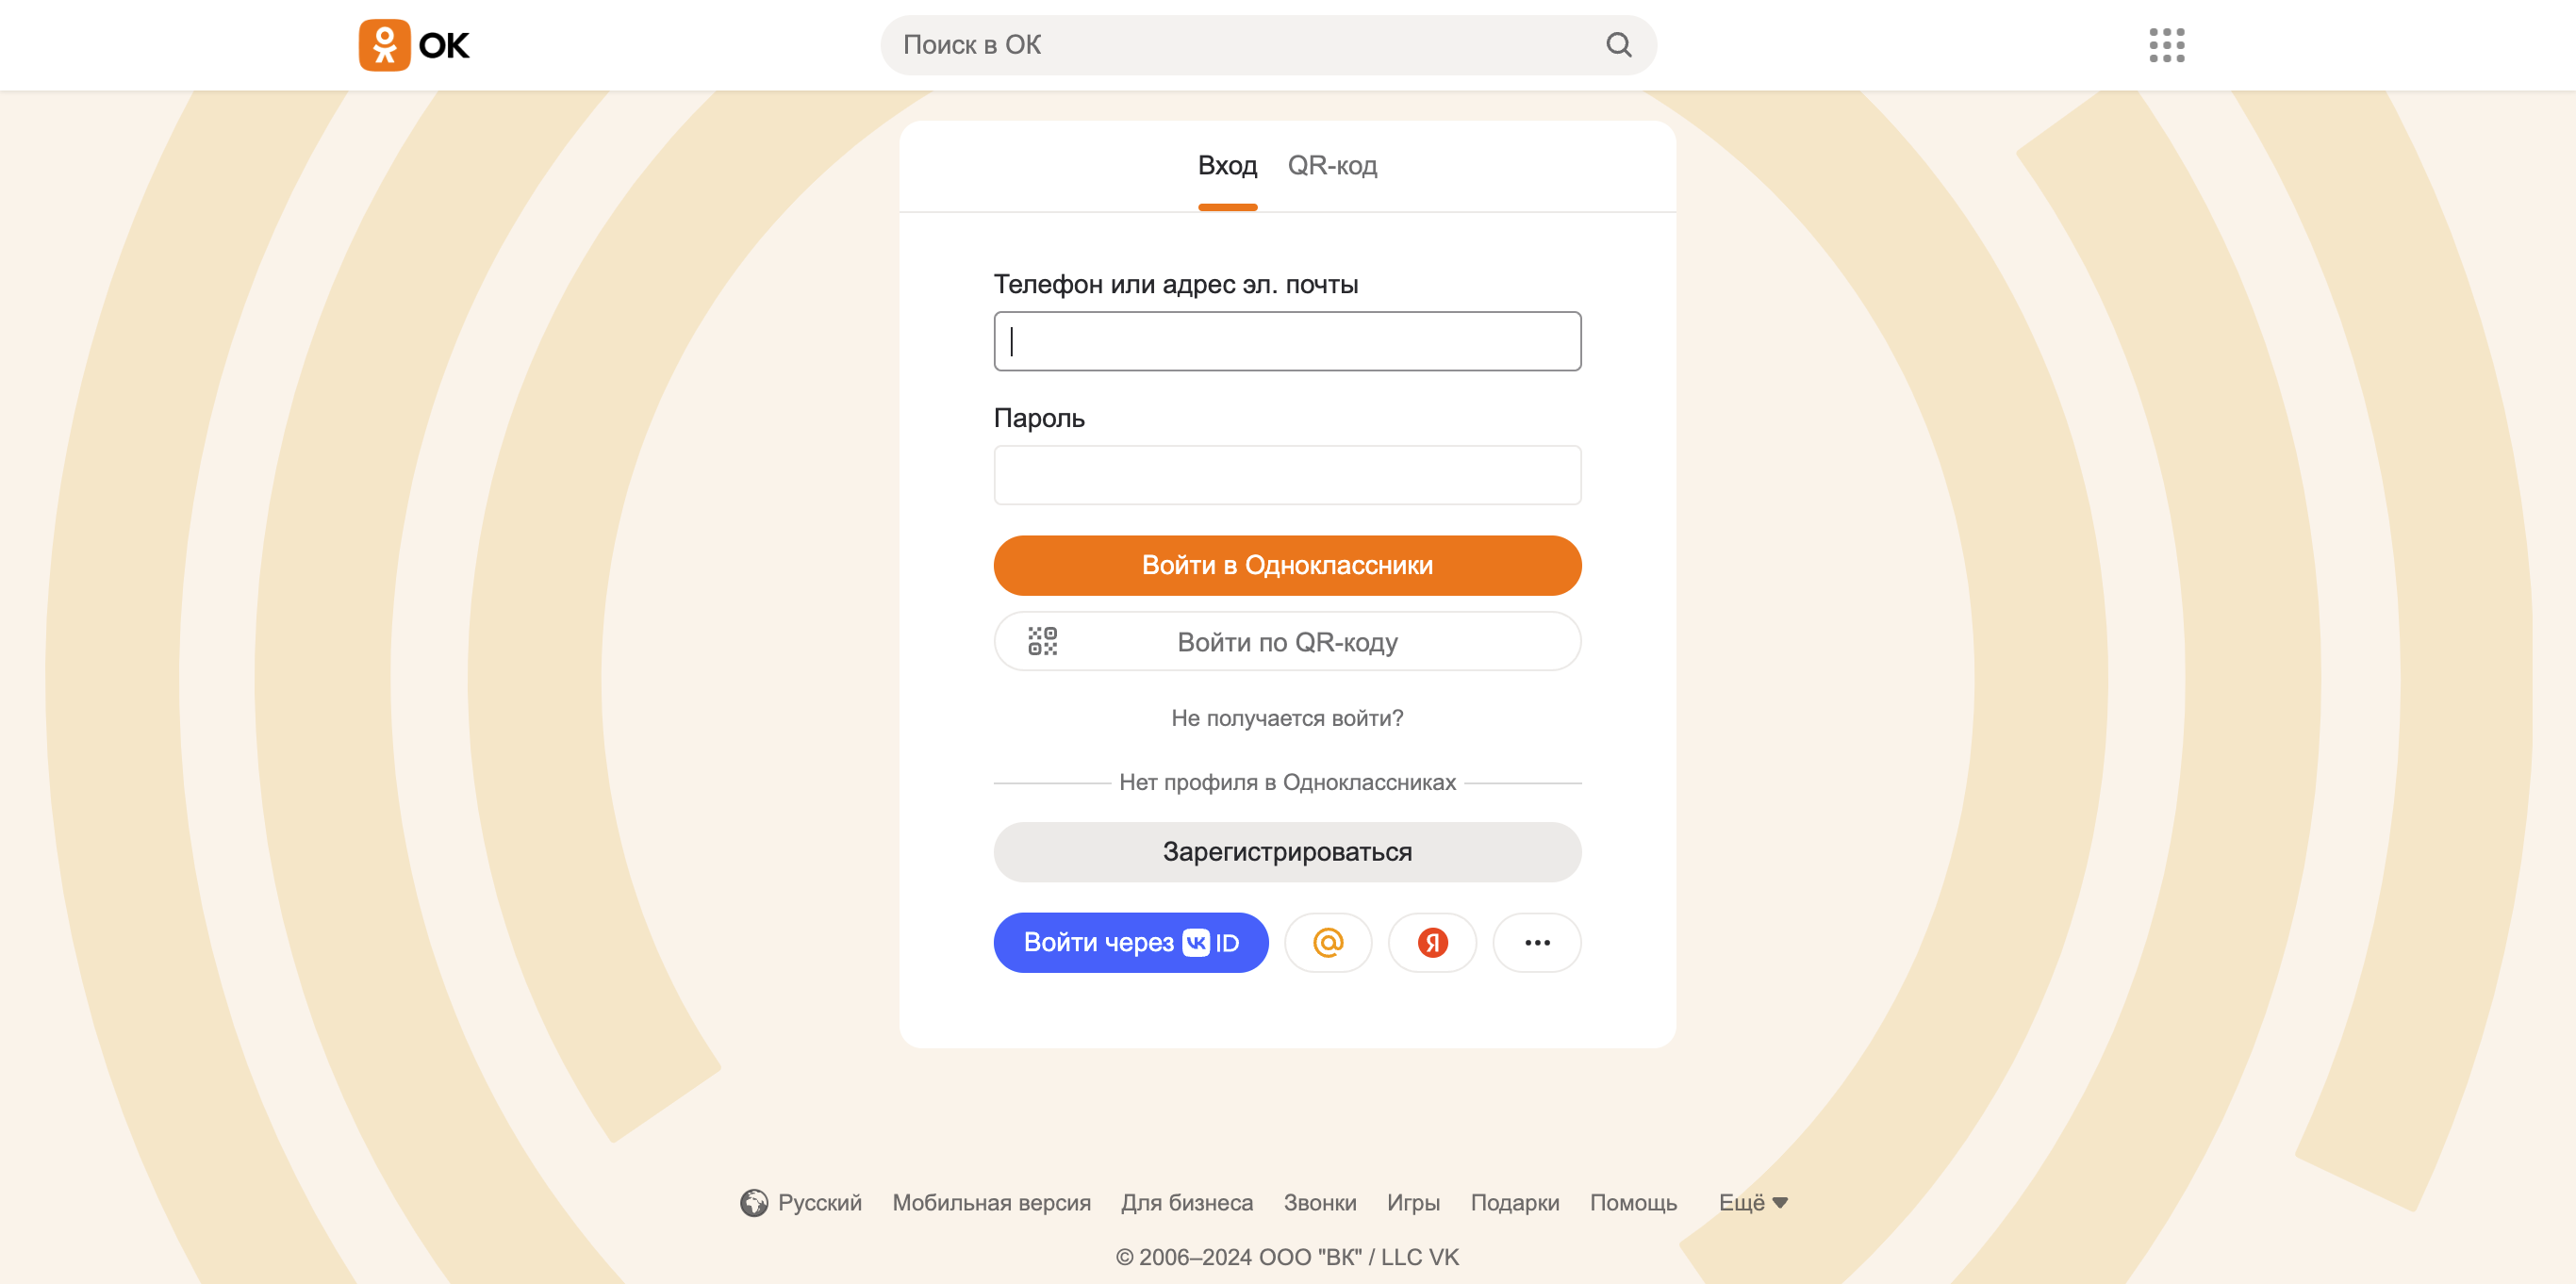 ОК
Поиск в ОК
Вход QR-код
Телефон или адрес эл. почты
Пароль
Войти в Одноклассники
Войти по QR-коду
Не получается войти?
Нет профиля в Одноклассниках
Зарегистрироваться
Войти через VK ID @ Я
Русский Мобильная версия Для бизнеса Звонки Игры Подарки Помощь Ещё
© 2006–2024 ООО "ВК" / LLC VK